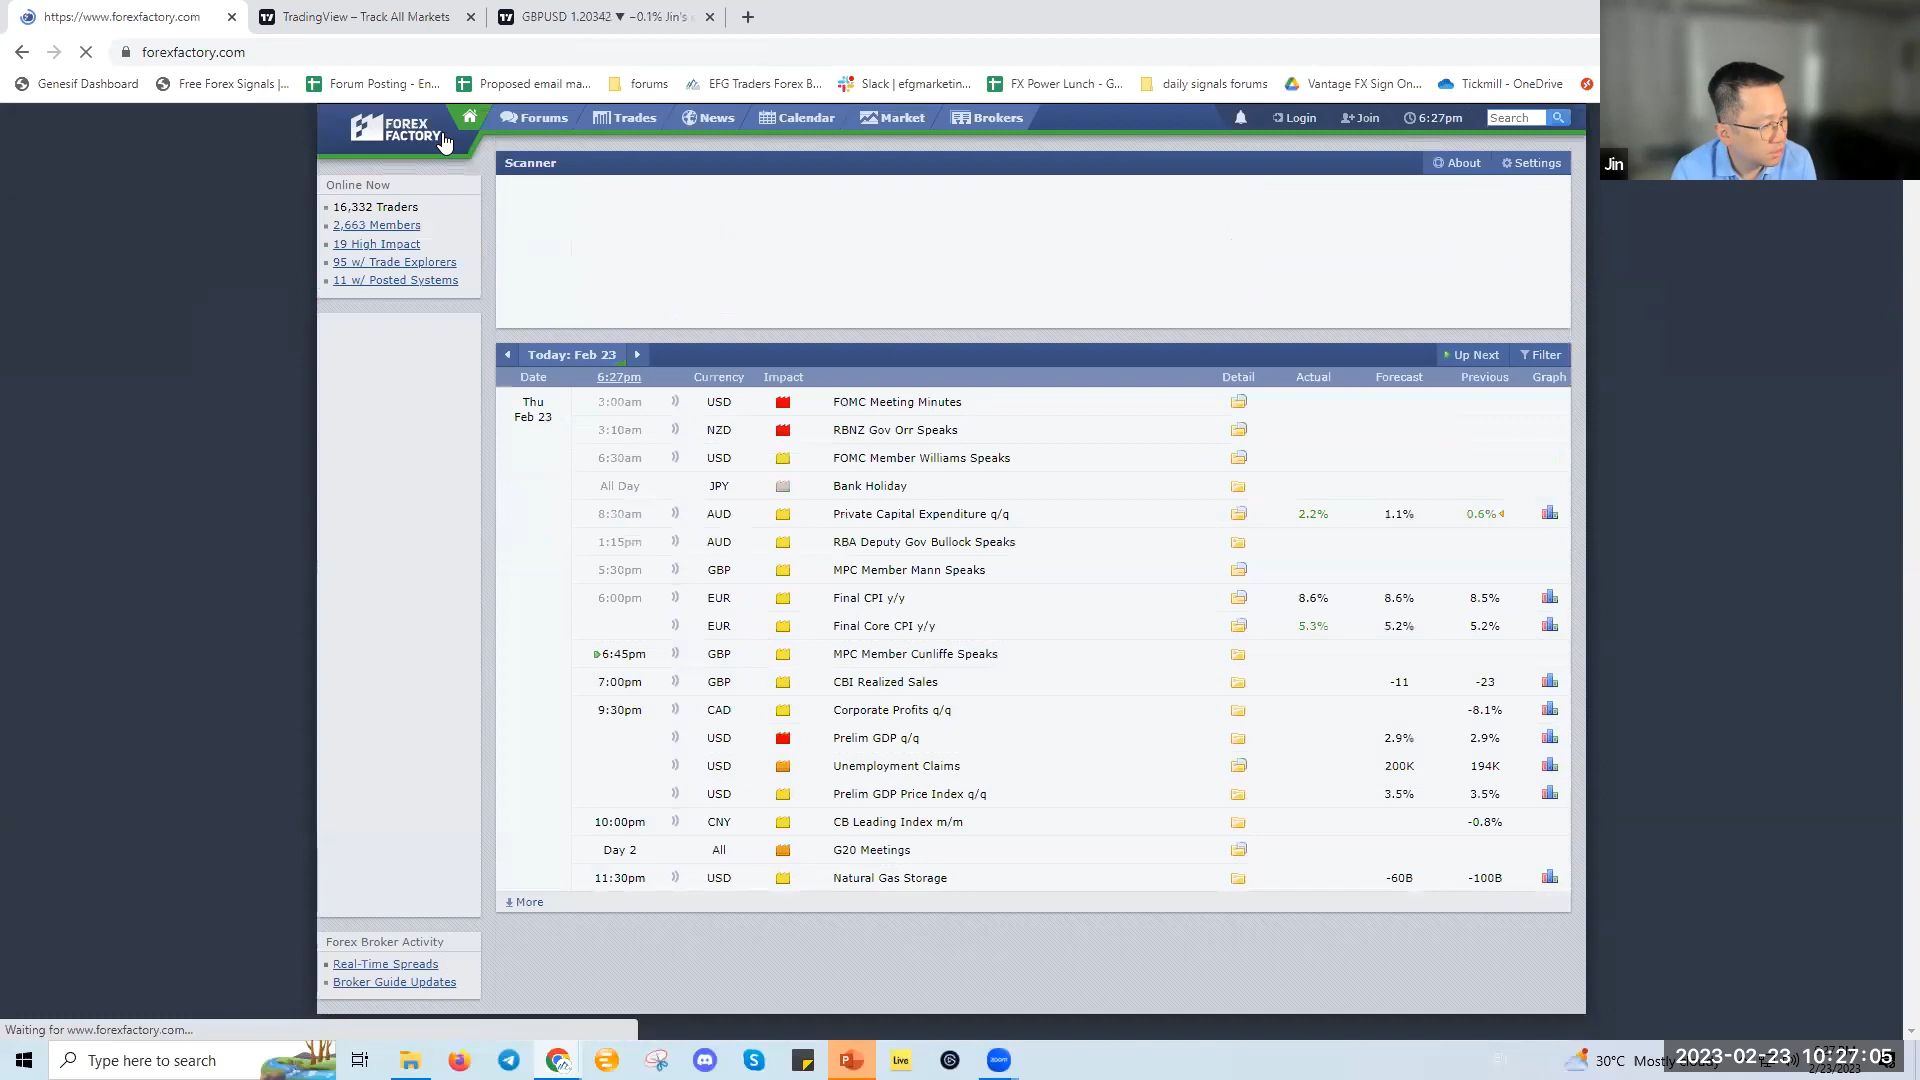 https://www.forexfactory.com
TradingView – Track All Markets
GBPUSD 1.20342 ▼ −0.1% Jin's
forexfactory.com
Genesif Dashboard
Free Forex Signals |...
Forum Posting - En...
Proposed email ma...
forums
EFG Traders Forex B...
Slack | efgmarketin...
FX Power Lunch - G...
daily signals forums
Vantage FX Sign On...
Tickmill - OneDrive
FOREX FACTORY
Forums
Trades
News
Calendar
Market
Brokers
Login
Join
6:27pm
Search
Jin
Online Now
16,332 Traders
2,663 Members
19 High Impact
95 w/ Trade Explorers
11 w/ Posted Systems
Scanner
About
Settings
Today: Feb 23
Up Next
Filter
Date 6:27pm Currency Impact Detail Actual Forecast Previous Graph
Thu Feb 23
3:00am USD FOMC Meeting Minutes
3:10am NZD RBNZ Gov Orr Speaks
6:30am USD FOMC Member Williams Speaks
All Day JPY Bank Holiday
8:30am AUD Private Capital Expenditure q/q 2.2% 1.1% 0.6%
1:15pm AUD RBA Deputy Gov Bullock Speaks
5:30pm GBP MPC Member Mann Speaks
6:00pm EUR Final CPI y/y 8.6% 8.6% 8.5%
EUR Final Core CPI y/y 5.3% 5.2% 5.2%
6:45pm GBP MPC Member Cunliffe Speaks
7:00pm GBP CBI Realized Sales -11 -23
9:30pm CAD Corporate Profits q/q -8.1%
USD Prelim GDP q/q 2.9% 2.9%
USD Unemployment Claims 200K 194K
USD Prelim GDP Price Index q/q 3.5% 3.5%
10:00pm CNY CB Leading Index m/m -0.8%
Day 2 All G20 Meetings
11:30pm USD Natural Gas Storage -60B -100B
More
Forex Broker Activity
Real-Time Spreads
Broker Guide Updates
Waiting for www.forexfactory.com...
Type here to search
Live
zoom
30°C Mostly cloudy
2023-02-23 10:27:05
2/23/2023